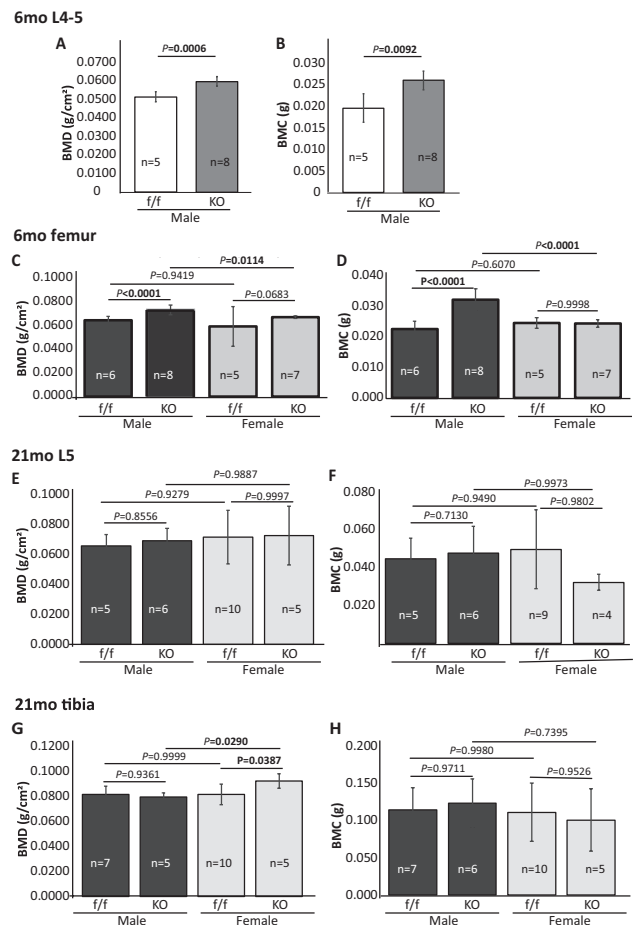 6mo L4-5
A
P=0.0006
BMD (g/cm²)
0.0700
0.0600
0.0500
0.0400
0.0300
0.0200
0.0100
0
n=5
n=8
f/f KO
Male
B
P=0.0092
BMC (g)
0.030
0.025
0.020
0.015
0.010
0.005
0.000
n=5
n=8
f/f KO
Male
6mo femur
C
P=0.0114
P=0.9419
P<0.0001
P=0.0683
BMD (g/cm²)
0.1000
0.0800
0.0600
0.0400
0.0200
0.0000
n=6
n=8
n=5
n=7
f/f KO f/f KO
Male Female
D
P<0.0001
P=0.6070
P<0.0001
P=0.9998
BMC (g)
0.040
0.030
0.020
0.010
.000
n=6
n=8
n=5
n=7
f/f KO f/f KO
Male Female
21mo L5
E
P=0.9887
P=0.9279
P=0.9997
P=0.8556
BMD (g/cm²)
0.1000
0.0800
0.0600
0.0400
0.0200
0.0000
n=5
n=6
n=10
n=5
f/f KO f/f KO
Male Female
F
P=0.9973
P=0.9490
P=0.9802
P=0.7130
BMC (g)
0.080
0.060
0.040
0.020
n=5
n=6
n=9
n=4
f/f KO f/f KO
Male Female
21mo tibia
G
P=0.0290
P=0.9999
P=0.0387
P=0.9361
BMD (g/cm²)
0.1200
0.1000
0.0800
0.0600
0.0400
0.0200
0.0000
n=7
n=5
n=10
n=5
f/f KO f/f KO
Male Female
H
P=0.7395
P=0.9980
P=0.9711
P=0.9526
BMC (g)
0.200
0.150
0.100
0.050
0.000
n=7
n=6
n=10
n=5
f/f KO f/f KO
Male Female